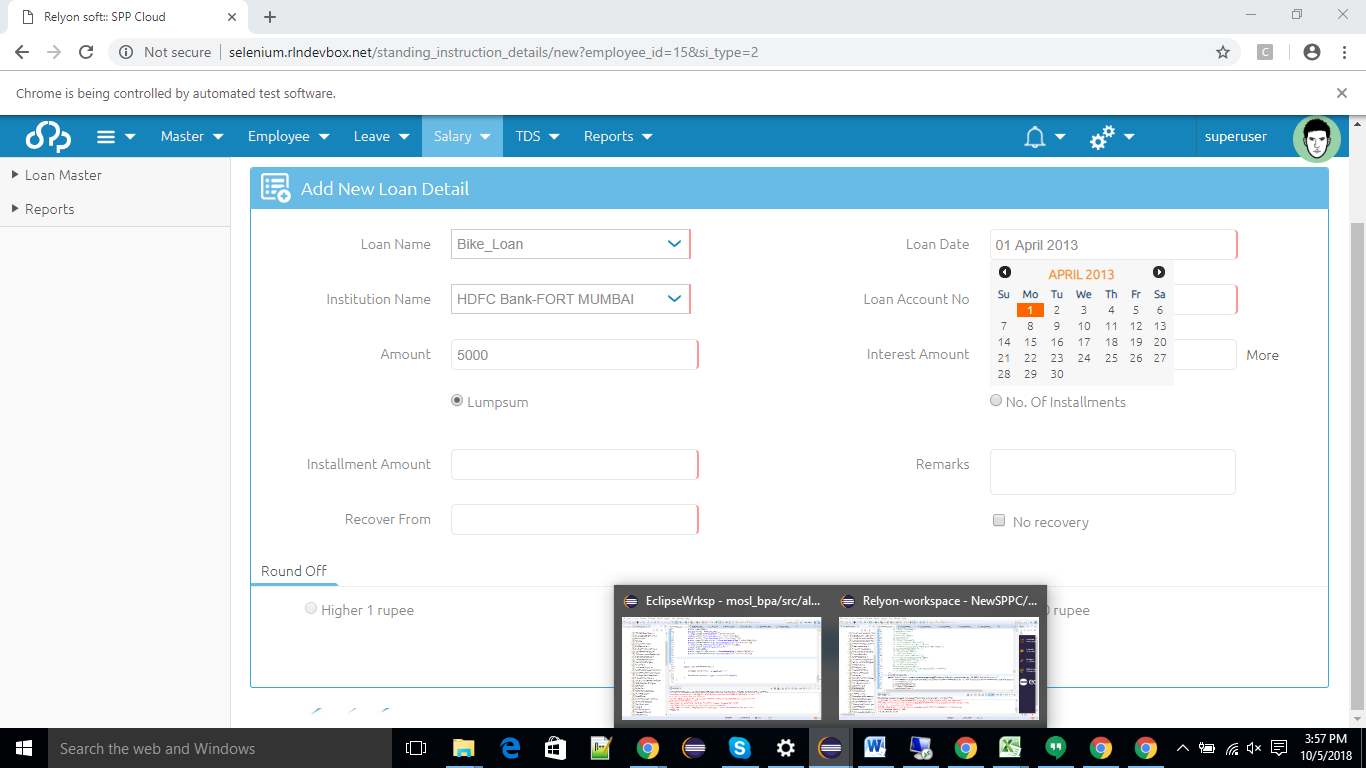 Relyon soft:: SPP Cloud
Not secure | selenium.rlndevbox.net/standing_instruction_details/new?employee_id=15&si_type=2
C
Chrome is being controlled by automated test software.
Master Employee Leave Salary TDS Reports superuser
Loan Master
Reports
Add New Loan Detail
Loan Name Bike_Loan Loan Date 01 April 2013
APRIL 2013
Su Mo Tu We Th Fr Sa
1 2 3 4 5 6
7 8 9 10 11 12 13
14 15 16 17 18 19 20
21 22 23 24 25 26 27
28 29 30
Institution Name HDFC Bank-FORT MUMBAI Loan Account No
Amount 5000 Interest Amount More
Lumpsum No. Of Installments
Installment Amount Remarks
Recover From No recovery
Round Off
Higher 1 rupee rupee
EclipseWrksp - mosl_bpa/src/al... Relyon-workspace - NewSPPC/...
Search the web and Windows
3:57 PM
10/5/2018